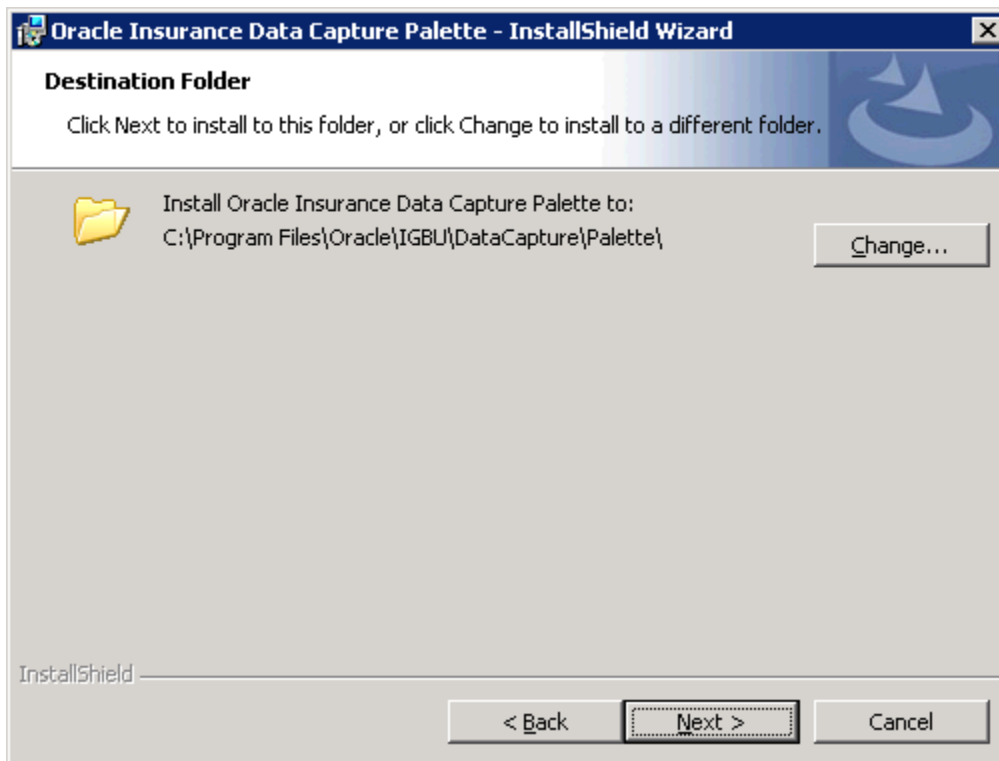 Oracle Insurance Data Capture Palette - InstallShield Wizard
Destination Folder
Click Next to install to this folder, or click Change to install to a different folder.
Install Oracle Insurance Data Capture Palette to:
C:\Program Files\Oracle\IGBU\DataCapture\Palette\
Change...
InstallShield
< Back
Next >
Cancel